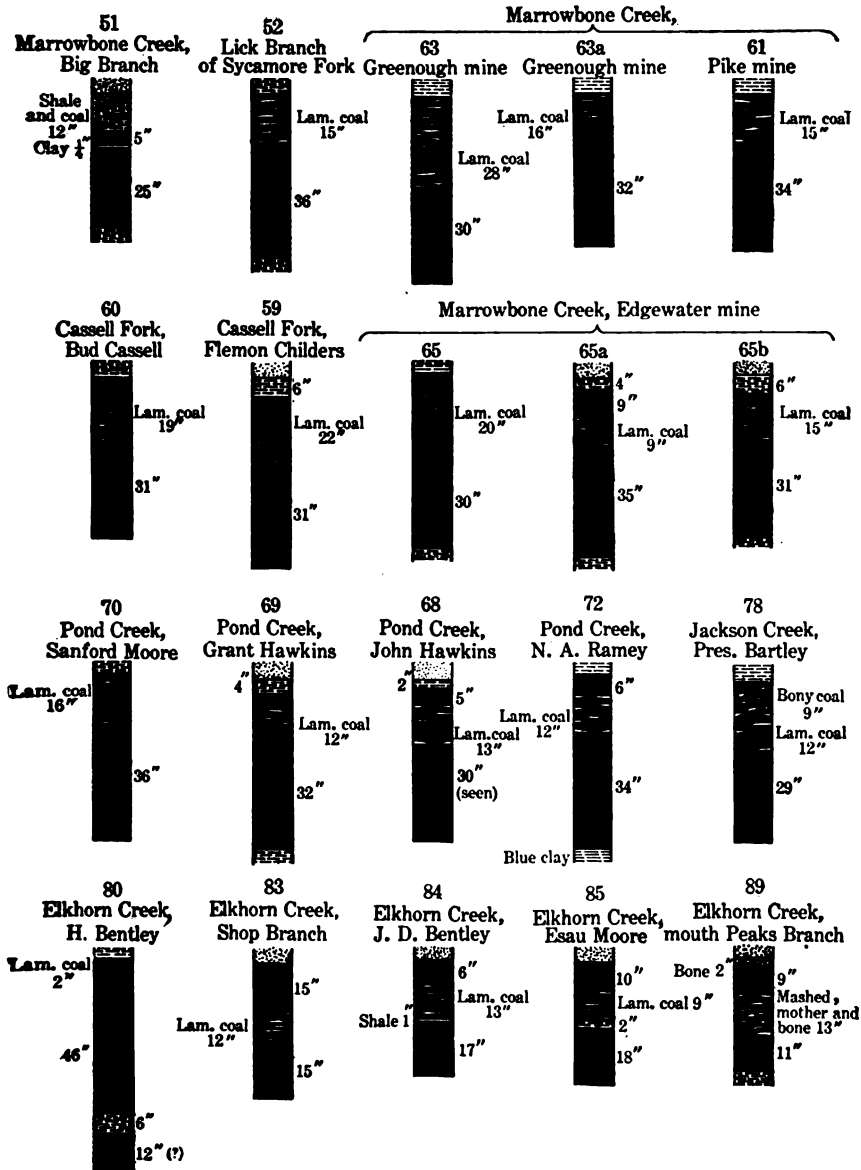 51
Marrowbone Creek,
Big Branch
Shale
and coal
12"
Clay ¼"
5"
25"
52
Lick Branch
of Sycamore Fork
Lam. coal
15"
36"
Marrowbone Creek,
63
Greenough mine
Lam. coal
28"
30"
63a
Greenough mine
Lam. coal
16"
32"
61
Pike mine
Lam. coal
15"
34"
60
Cassell Fork,
Bud Cassell
Lam. coal
19"
31"
59
Cassell Fork,
Flemon Childers
6"
Lam. coal
22"
31"
Marrowbone Creek, Edgewater mine
65
Lam. coal
20"
30"
65a
4"
9"
Lam. coal
9"
35"
65b
6"
Lam. coal
15"
31"
70
Pond Creek,
Sanford Moore
Lam. coal
16"
36"
69
Pond Creek,
Grant Hawkins
4"
Lam. coal
12"
32"
68
Pond Creek,
John Hawkins
2"
5"
Lam. coal
13"
30"
(seen)
72
Pond Creek,
N. A. Ramey
6"
Lam. coal
12"
34"
Blue clay
78
Jackson Creek,
Pres. Bartley
Bony coal
9"
Lam. coal
12"
29"
80
Elkhorn Creek,
H. Bentley
Lam. coal
2"
46"
6"
12" (?)
83
Elkhorn Creek,
Shop Branch
15"
Lam. coal
12"
15"
84
Elkhorn Creek,
J. D. Bentley
6"
Lam. coal
13"
Shale 1"
17"
85
Elkhorn Creek,
Esau Moore
10"
Lam. coal 9"
2"
18"
89
Elkhorn Creek,
mouth Peaks Branch
Bone 2"
9"
Mashed,
mother and
bone 13"
11"